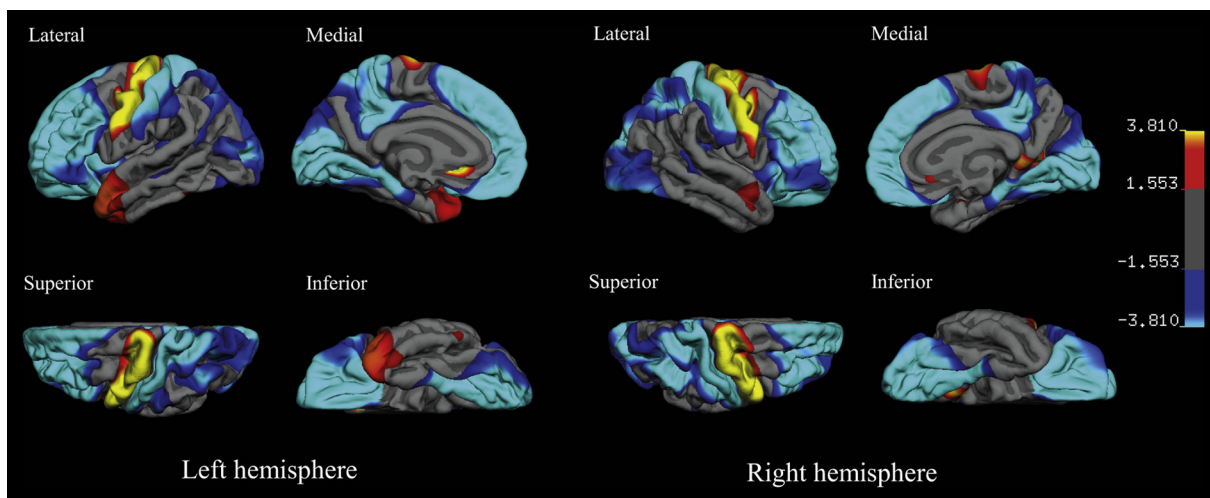 Lateral Medial Lateral Medial
3.810
1.553
-1.553
-3.810
Superior Inferior Superior Inferior
Left hemisphere Right hemisphere